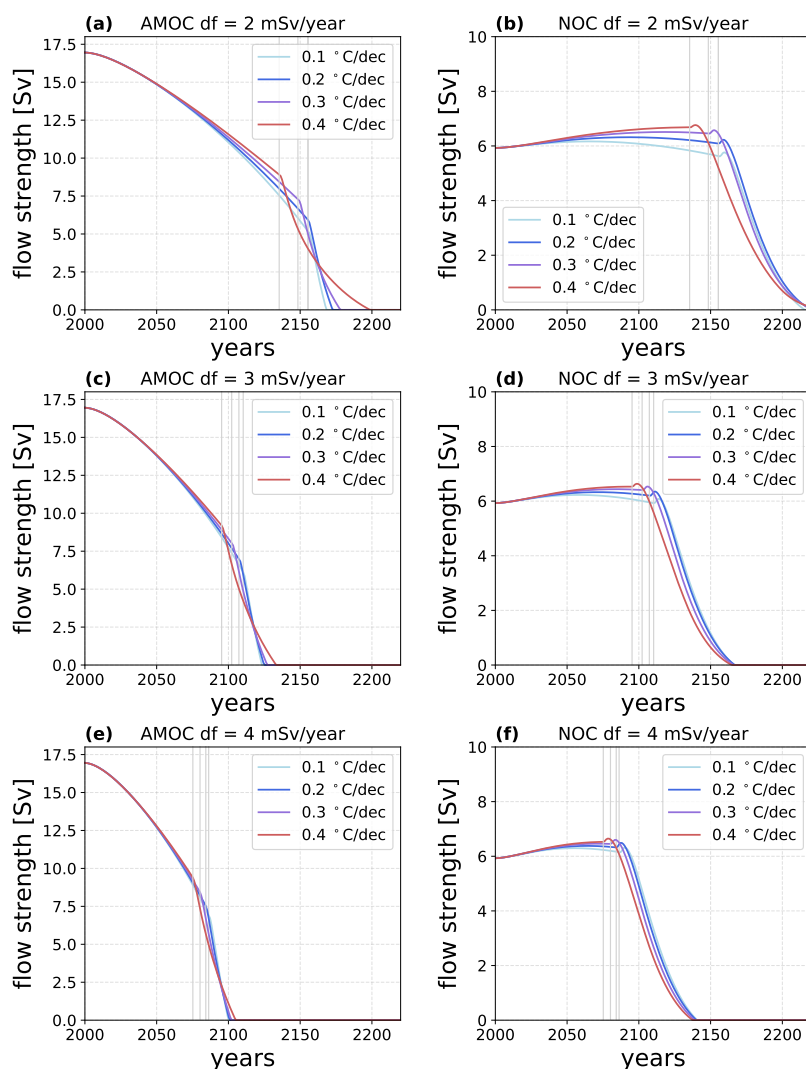 (a) AMOC df = 2 mSv/year
flow strength [Sv]
17.5
15.0
12.5
10.0
7.5
5.0
2.5
0.0
0.1 °C/dec
0.2 °C/dec
0.3 °C/dec
0.4 °C/dec
2000 2050 2100 2150 2200
years
(b) NOC df = 2 mSv/year
flow strength [Sv]
10
8
6
4
2
0
0.1 °C/dec
0.2 °C/dec
0.3 °C/dec
0.4 °C/dec
2000 2050 2100 2150 2200
years
(c) AMOC df = 3 mSv/year
flow strength [Sv]
17.5
15.0
12.5
10.0
7.5
5.0
2.5
0.0
0.1 °C/dec
0.2 °C/dec
0.3 °C/dec
0.4 °C/dec
2000 2050 2100 2150 2200
years
(d) NOC df = 3 mSv/year
flow strength [Sv]
10
8
6
4
2
0
0.1 °C/dec
0.2 °C/dec
0.3 °C/dec
0.4 °C/dec
2000 2050 2100 2150 2200
years
(e) AMOC df = 4 mSv/year
flow strength [Sv]
17.5
15.0
12.5
10.0
7.5
5.0
2.5
0.0
0.1 °C/dec
0.2 °C/dec
0.3 °C/dec
0.4 °C/dec
2000 2050 2100 2150 2200
years
(f) NOC df = 4 mSv/year
flow strength [Sv]
10
8
6
4
2
0
0.1 °C/dec
0.2 °C/dec
0.3 °C/dec
0.4 °C/dec
2000 2050 2100 2150 2200
years